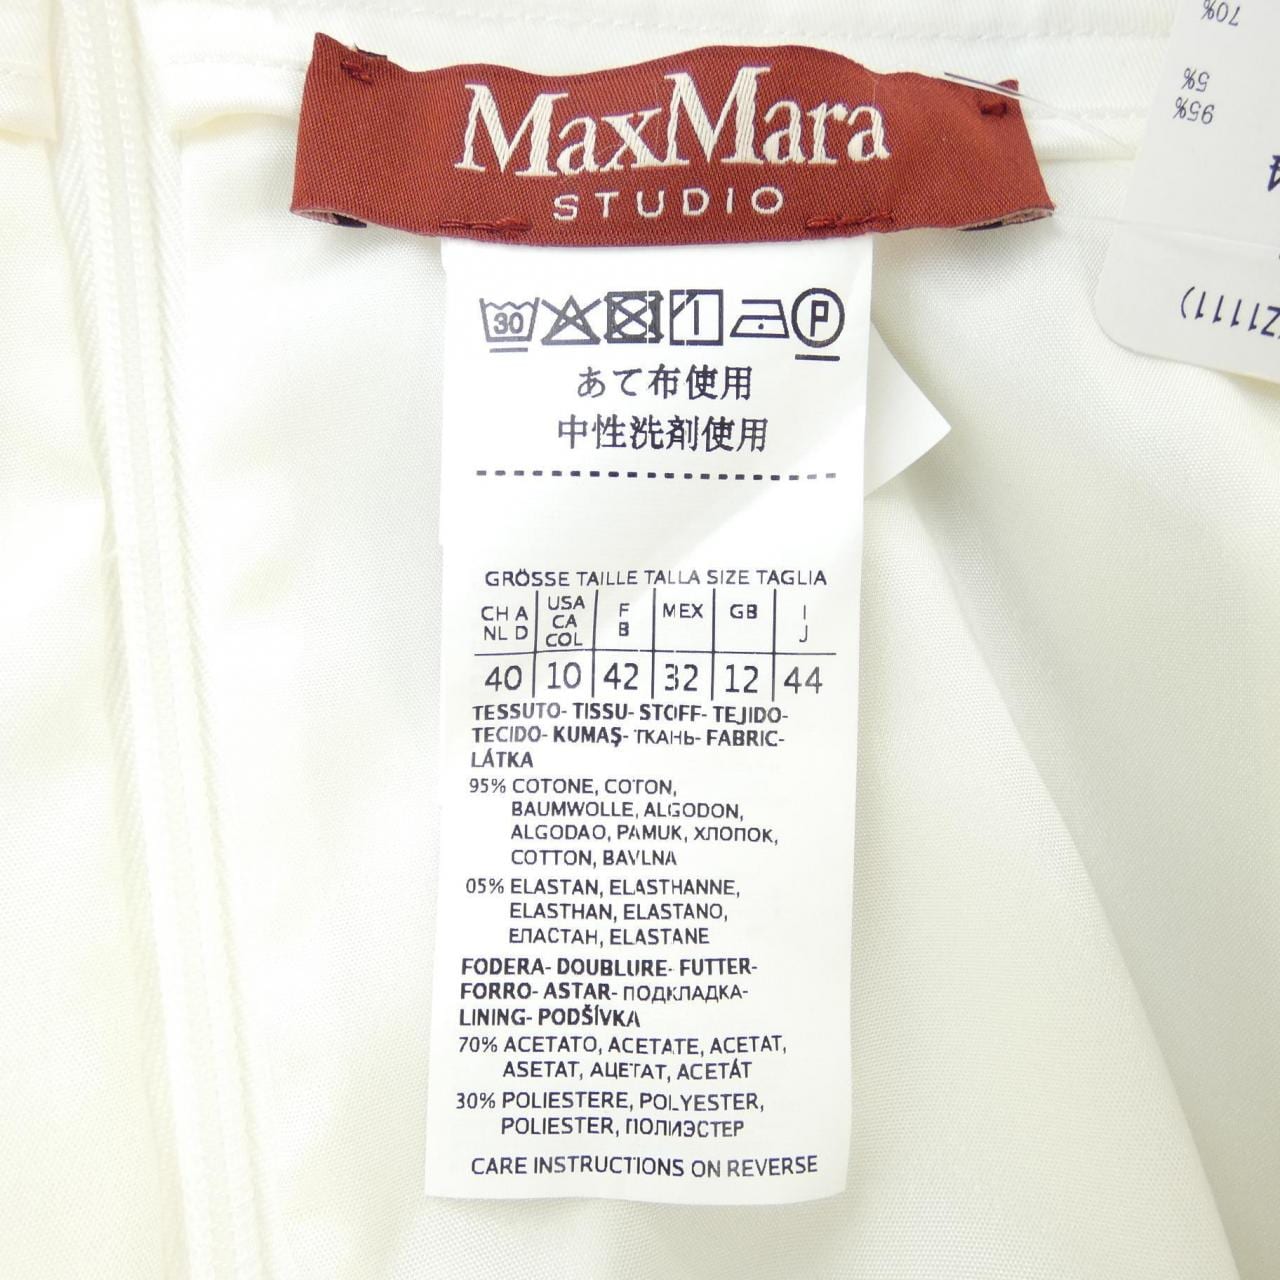 MaxMara
STUDIO
30 P
あて布使用
中性洗剤使用
GRÖSSE TAILLE TALLA SIZE TAGLIA
CH A NL D USA CA COL F B MEX GB I J
40 10 42 32 12 44
TESSUTO- TISSU- STOFF- TEJIDO-
TECIDO- KUMAŞ- ТКАНЬ- FABRIC-
LÁTKA
95% COTONE, COTON,
BAUMWOLLE, ALGODON,
ALGODAO, PAMUK, ХЛОПОК,
COTTON, BAVLNA
05% ELASTAN, ELASTHANNE,
ELASTHAN, ELASTANO,
ЕЛАСТАН, ELASTANE
FODERA- DOUBLURE- FUTTER-
FORRO- ASTAR- ПОДКЛАДКА-
LINING- PODŠÍVKA
70% ACETATO, ACETATE, ACETAT,
ASETAT, АЦЕТАТ, ACETÁT
30% POLIESTERE, POLYESTER,
POLIESTER, ПОЛИЭСТЕР
CARE INSTRUCTIONS ON REVERSE
70%
5%
95%